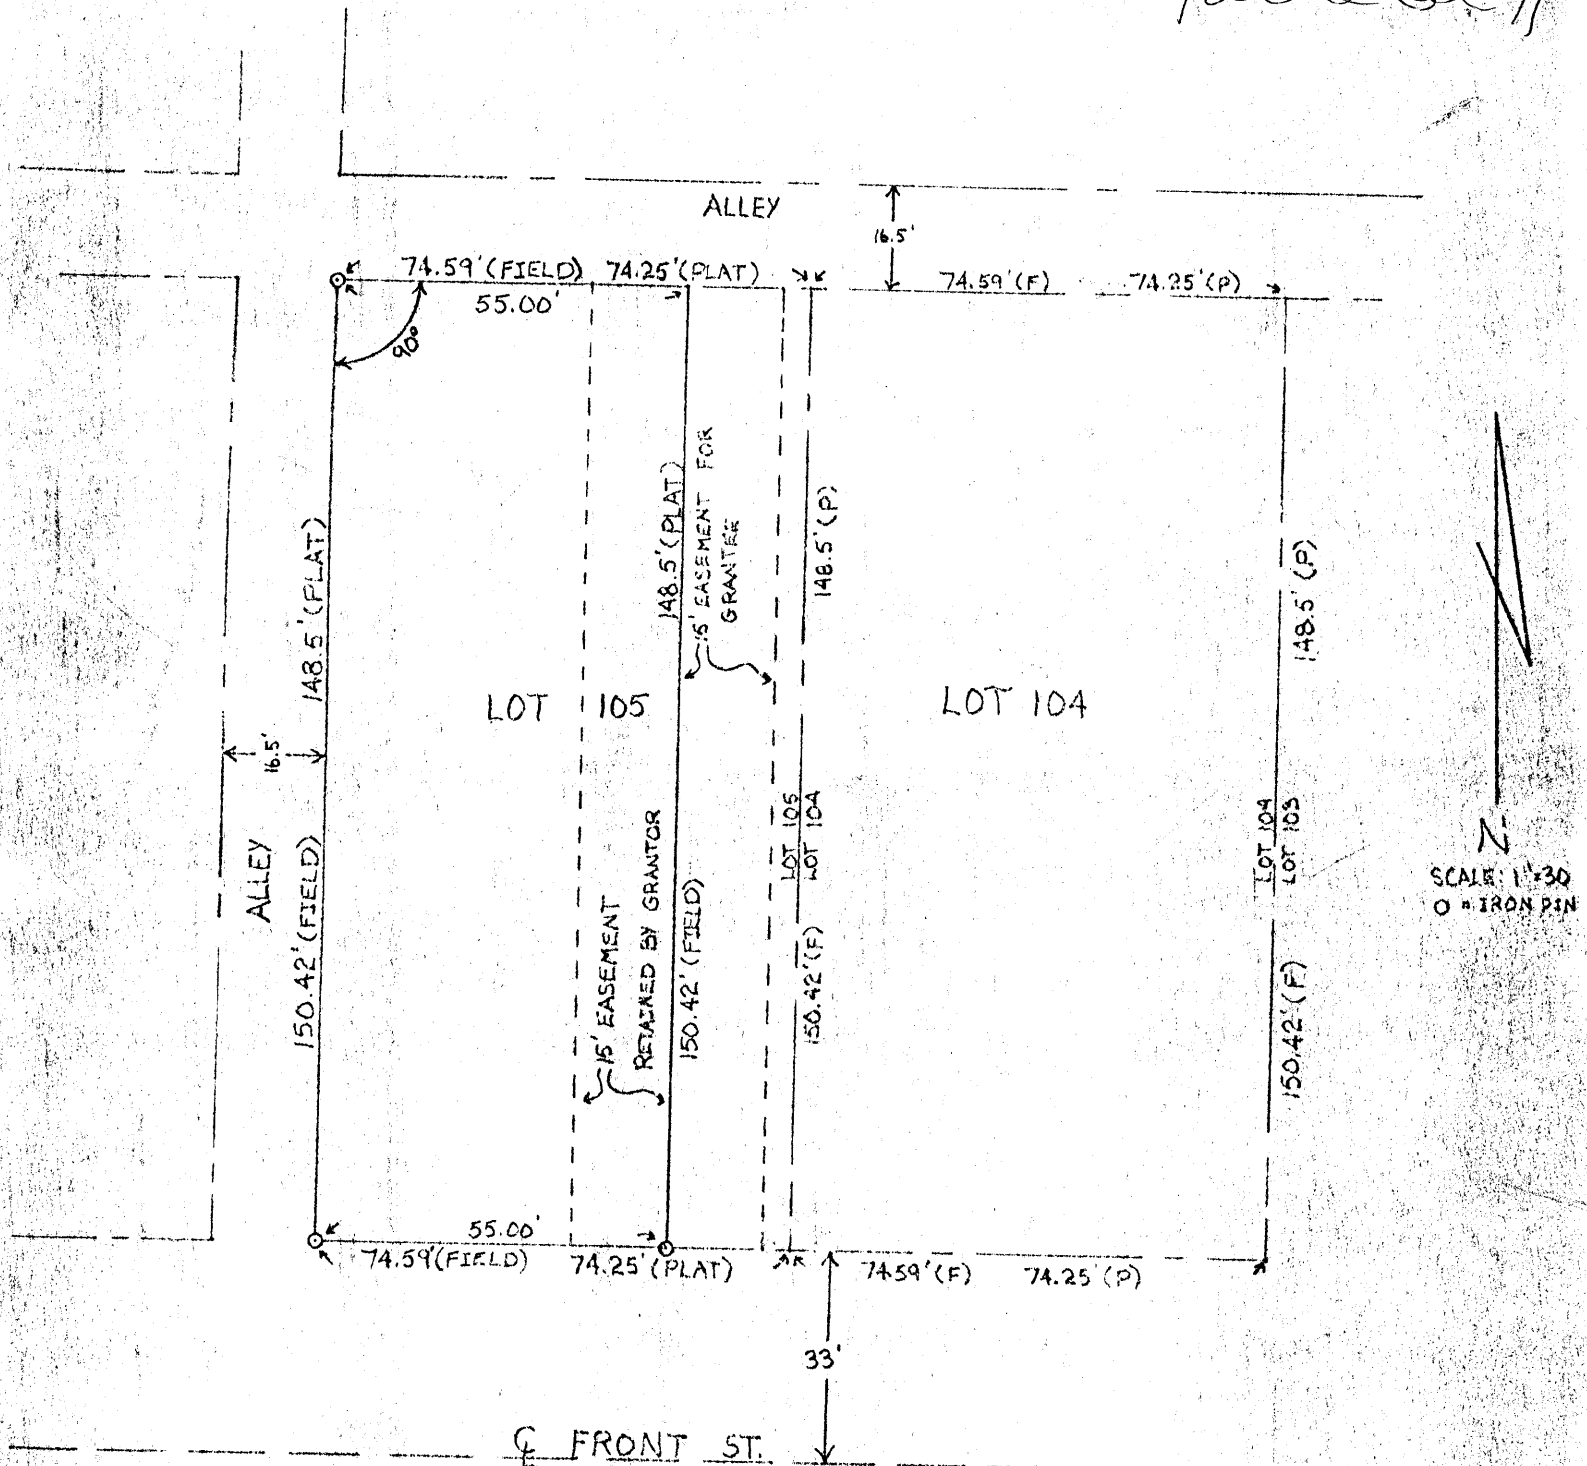 ALLEY
16.5'
74.59'(FIELD) 74.25'(PLAT)
74.59'(F) 74.25'(P)
55.00'
90°
148.5'(PLAT)
150.42'(FIELD)
16.5'
ALLEY
LOT 105
148.5'(PLAT)
150.42'(FIELD)
15' EASEMENT FOR
GRANTEE
15' EASEMENT
RETAINED BY GRANTOR
148.5'(P)
150.42'(F)
LOT 105
LOT 104
LOT 104
148.5'(P)
150.42'(F)
LOT 104
LOT 103
N
SCALE: 1"=30
O = IRON PIN
55.00'
74.59'(FIELD) 74.25'(PLAT)
74.59'(F) 74.25'(P)
33'
℄ FRONT ST.